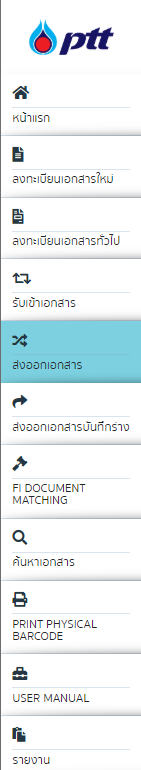 ptt
หน้าแรก
ลงทะเบียนเอกสารใหม่
ลงทะเบียนเอกสารทั่วไป
รับเข้าเอกสาร
ส่งออกเอกสาร
ส่งออกเอกสารบันทึกร่าง
FI DOCUMENT
MATCHING
ค้นหาเอกสาร
PRINT PHYSICAL
BARCODE
USER MANUAL
รายงาน